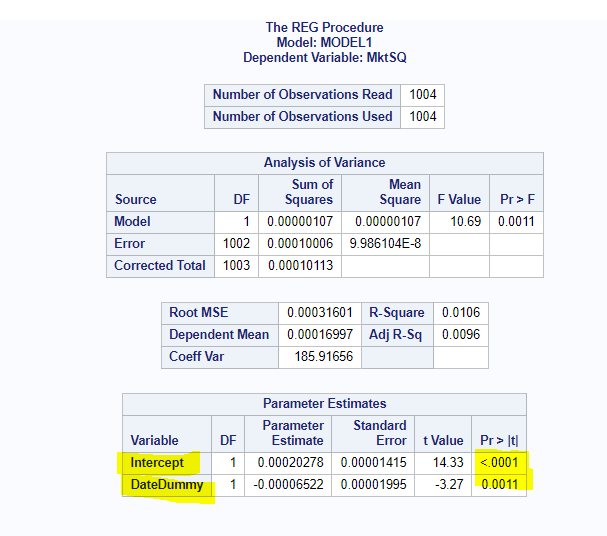 The REG Procedure
Model: MODEL1
Dependent Variable: MktSQ
Number of Observations Read 1004
Number of Observations Used 1004
Analysis of Variance
Source DF Sum of Squares Mean Square F Value Pr > F
Model 1 0.00000107 0.00000107 10.69 0.0011
Error 1002 0.00010006 9.986104E-8
Corrected Total 1003 0.00010113
Root MSE 0.00031601 R-Square 0.0106
Dependent Mean 0.00016997 Adj R-Sq 0.0096
Coeff Var 185.91656
Parameter Estimates
Variable DF Parameter Estimate Standard Error t Value Pr > |t|
Intercept 1 0.00020278 0.00001415 14.33 <.0001
DateDummy 1 -0.00006522 0.00001995 -3.27 0.0011